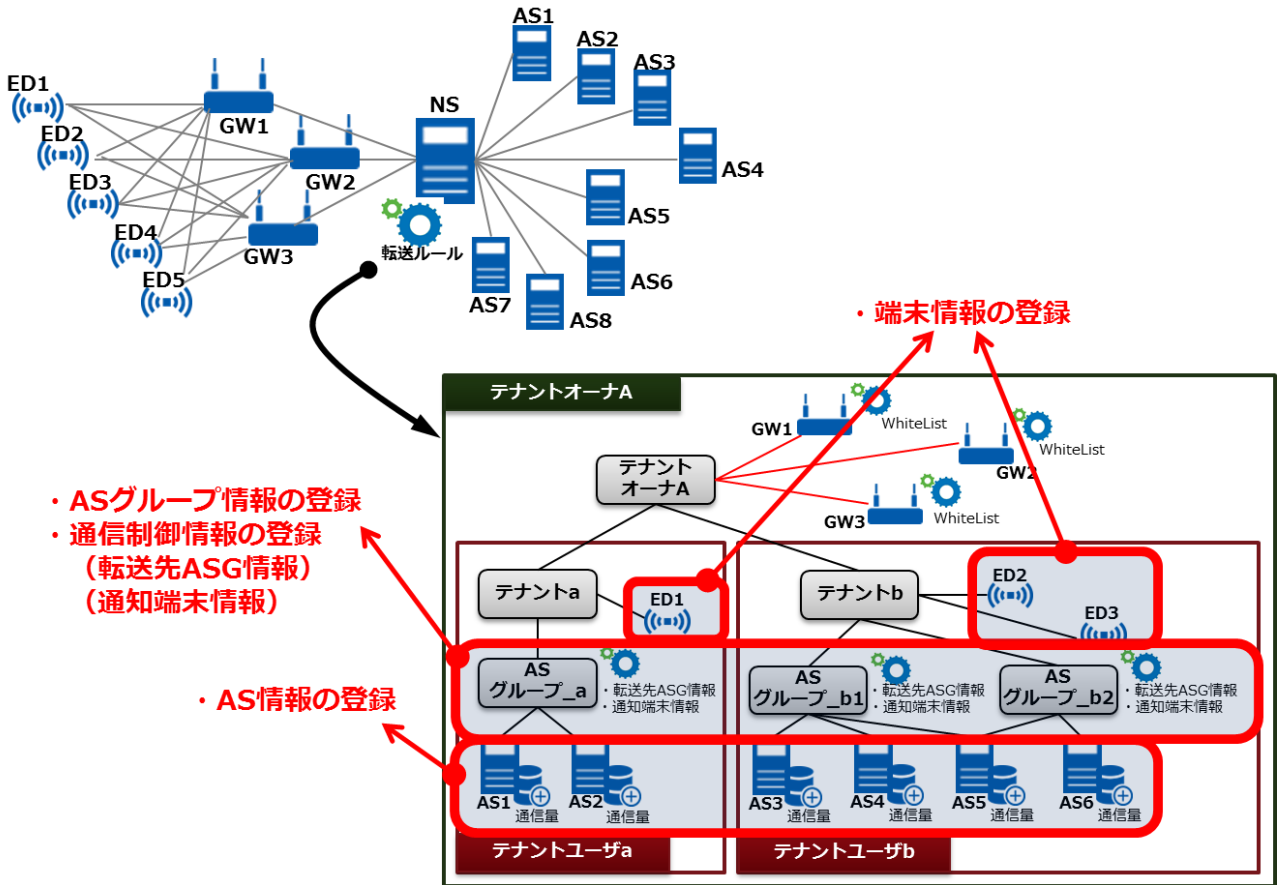 AS1
AS2
AS3
ED1
NS
GW1
ED2
AS4
GW2
ED3
AS5
ED4
GW3
転送ルール
ED5
AS6
AS7
AS8
・端末情報の登録
テナントオーナA
GW1
WhiteList
GW2
WhiteList
テナント
オーナA
GW3
WhiteList
・ASグループ情報の登録
・通信制御情報の登録
（転送先ASG情報）
（通知端末情報）
テナントa
ED1
テナントb
ED2
ED3
AS
グループ_a
・転送先ASG情報
・通知端末情報
AS
グループ_b1
・転送先ASG情報
・通知端末情報
AS
グループ_b2
・転送先ASG情報
・通知端末情報
・AS情報の登録
AS1
通信量
AS2
通信量
AS3
通信量
AS4
通信量
AS5
通信量
AS6
通信量
テナントユーザa
テナントユーザb